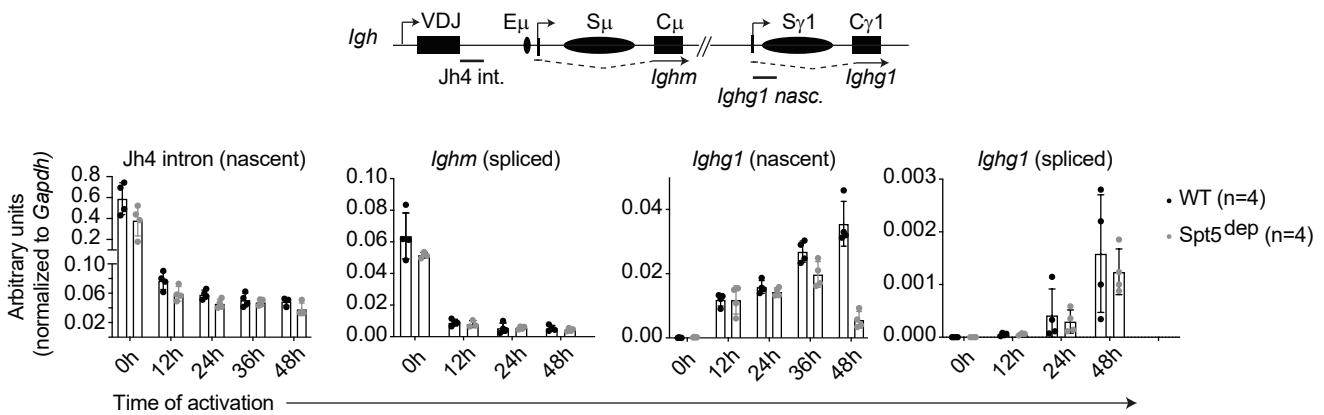 VDJ Eμ Sμ Cμ Sγ1 Cγ1
Igh
//
Jh4 int. Ighm Ighg1
Ighg1 nasc.
Jh4 intron (nascent) Ighm (spliced) Ighg1 (nascent) Ighg1 (spliced)
Arbitrary units
(normalized to Gapdh)
0.8
0.6
0.4
0.2
0.10
0.06
0.02
0h 12h 24h 36h 48h
0.10
0.08
0.06
0.04
0.02
0.00
0h 12h 24h 48h
0.04
0.02
0.00
0h 12h 24h 36h 48h
0.003
0.002
0.001
0.000
0h 12h 24h 48h
WT (n=4)
Spt5dep (n=4)
Time of activation